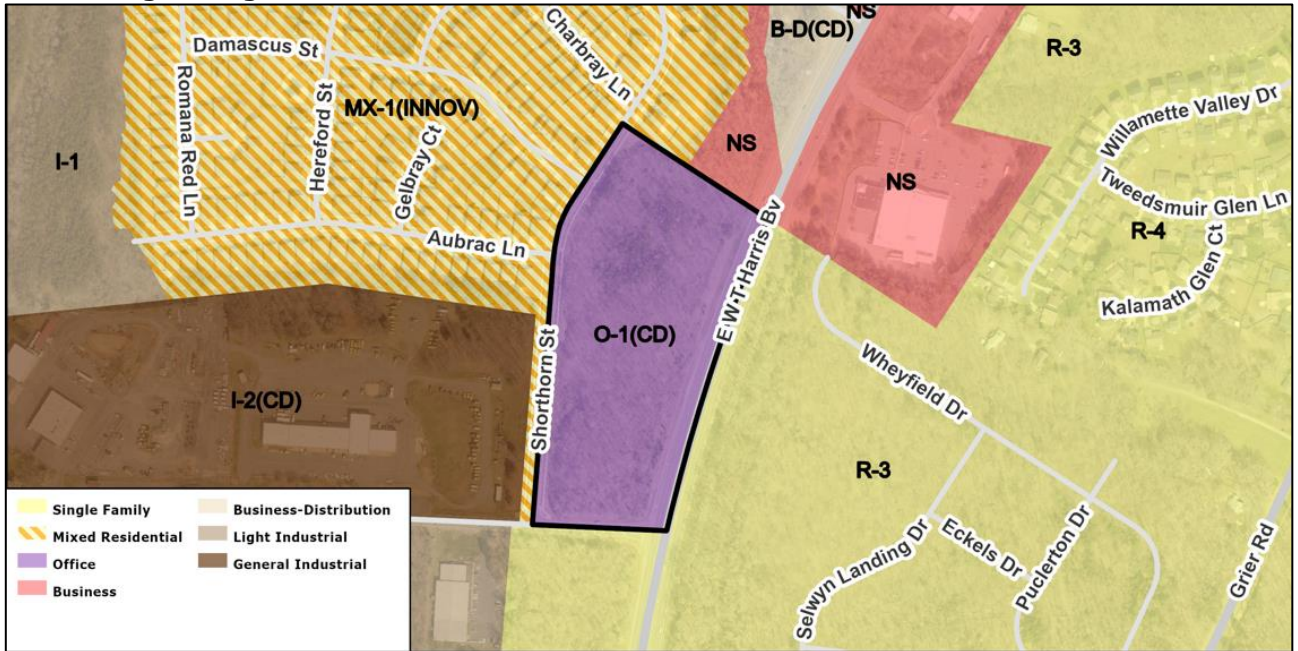 NS
B-D(CD)
R-3
Damascus St
Charbray Ln
Romana Red Ln
Hereford St
MX-1(INNOV)
Gelbray Ct
Willamette Valley Dr
I-1
NS
NS
Tweedsmuir Glen Ln
R-4
Aubrac Ln
Kalamath Glen Ct
E W-T-Harris Bv
O-1(CD)
Shorthorn St
Wheyfield Dr
I-2(CD)
R-3
Selwyn Landing Dr
Eckels Dr
Puclerton Dr
Grier Rd
Single Family
Mixed Residential
Office
Business
Business-Distribution
Light Industrial
General Industrial